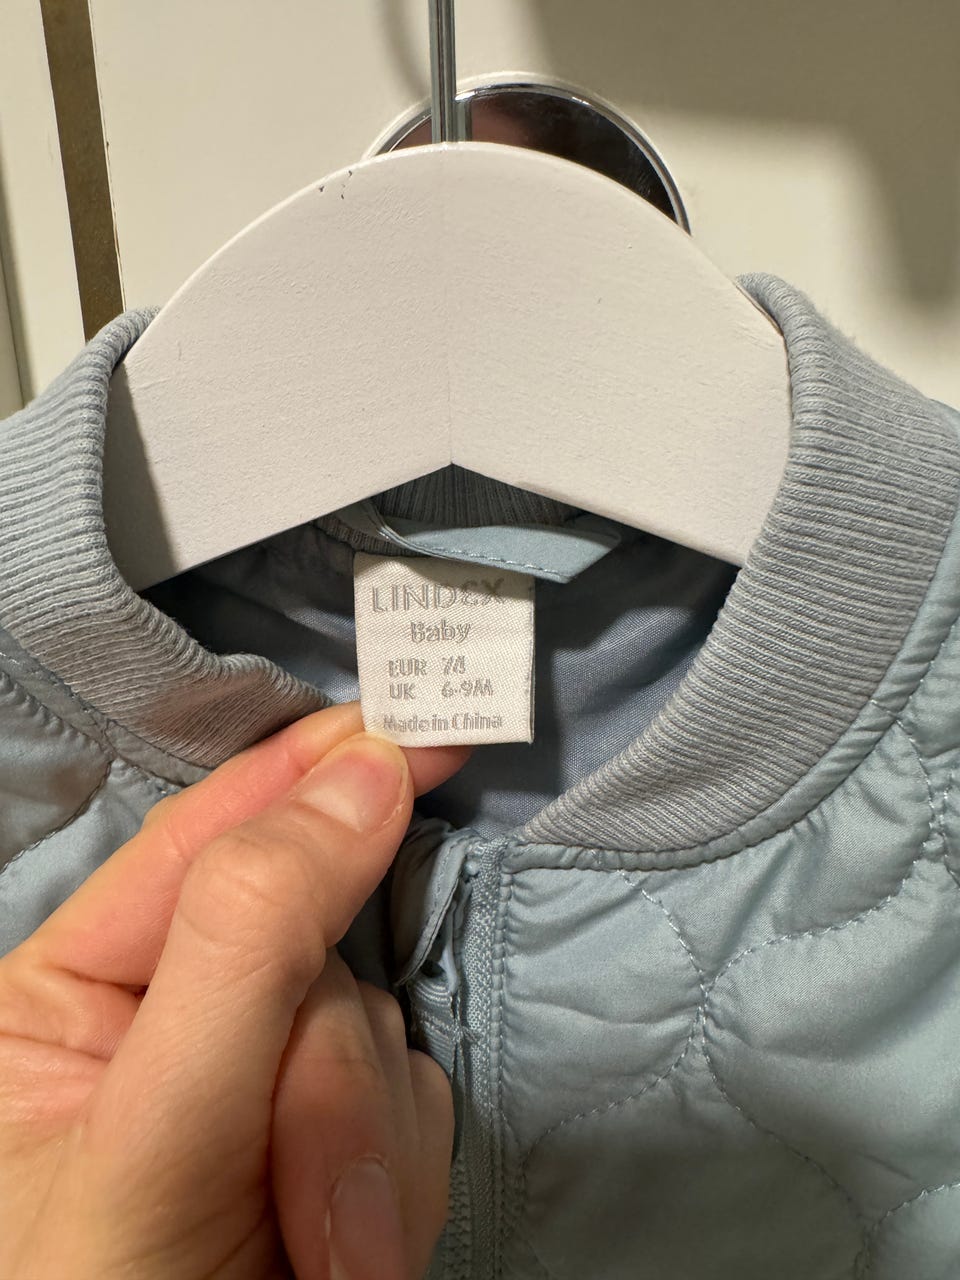 LINDEX
Baby
EUR 74
UK 6-9M
Made in China